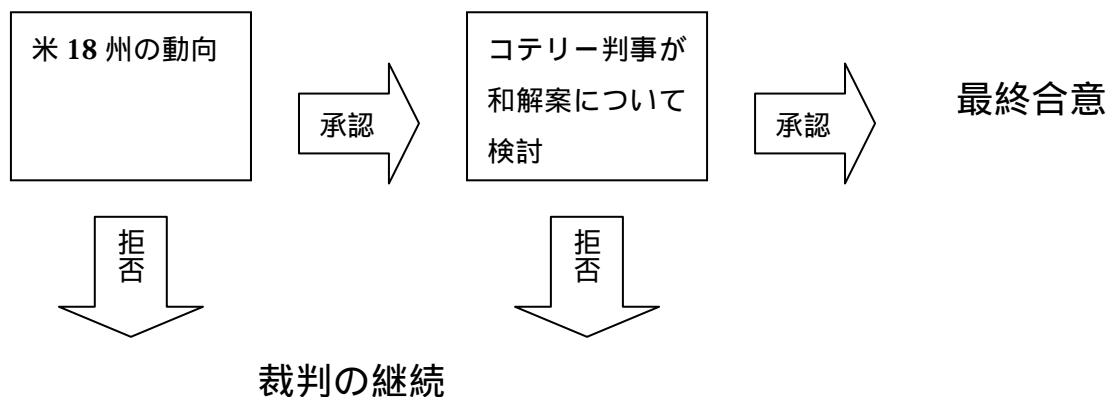 米 18 州の動向
承認
拒否
コテリー判事が
和解案について
検討
承認
拒否
最終合意
裁判の継続